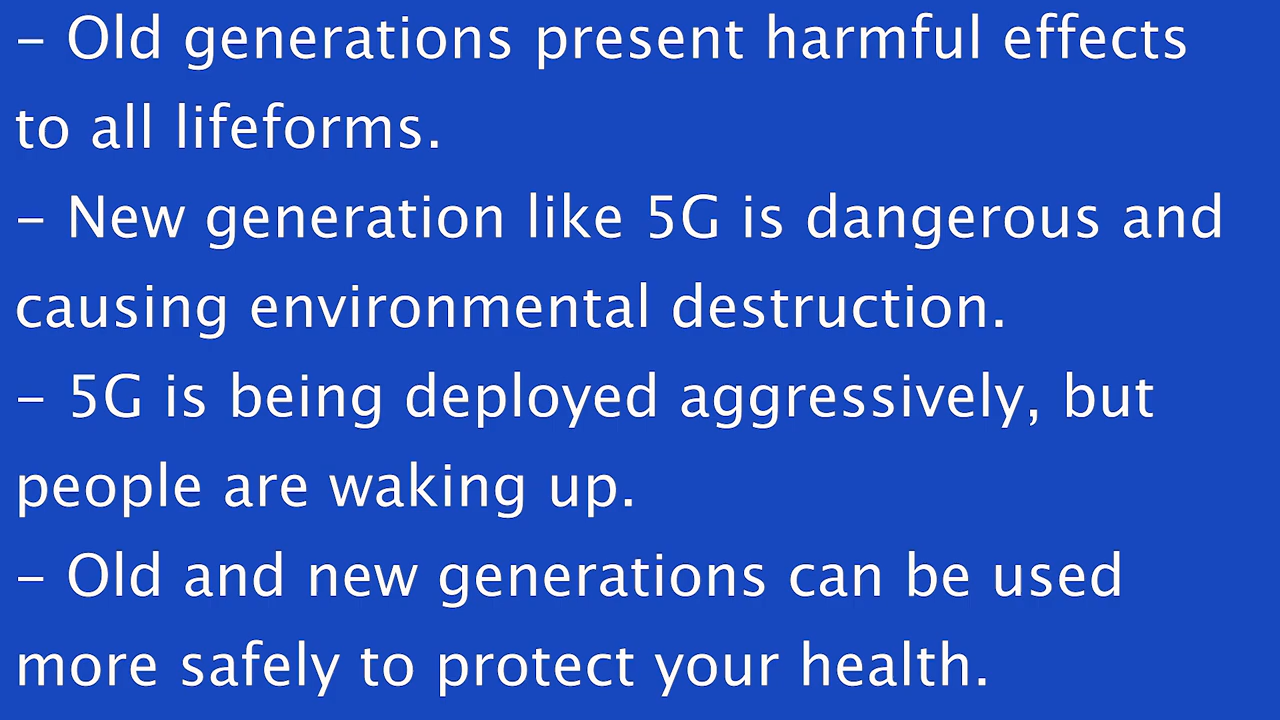 – Old generations present harmful effects
to all lifeforms.
– New generation like 5G is dangerous and
causing environmental destruction.
– 5G is being deployed aggressively, but
people are waking up.
– Old and new generations can be used
more safely to protect your health.